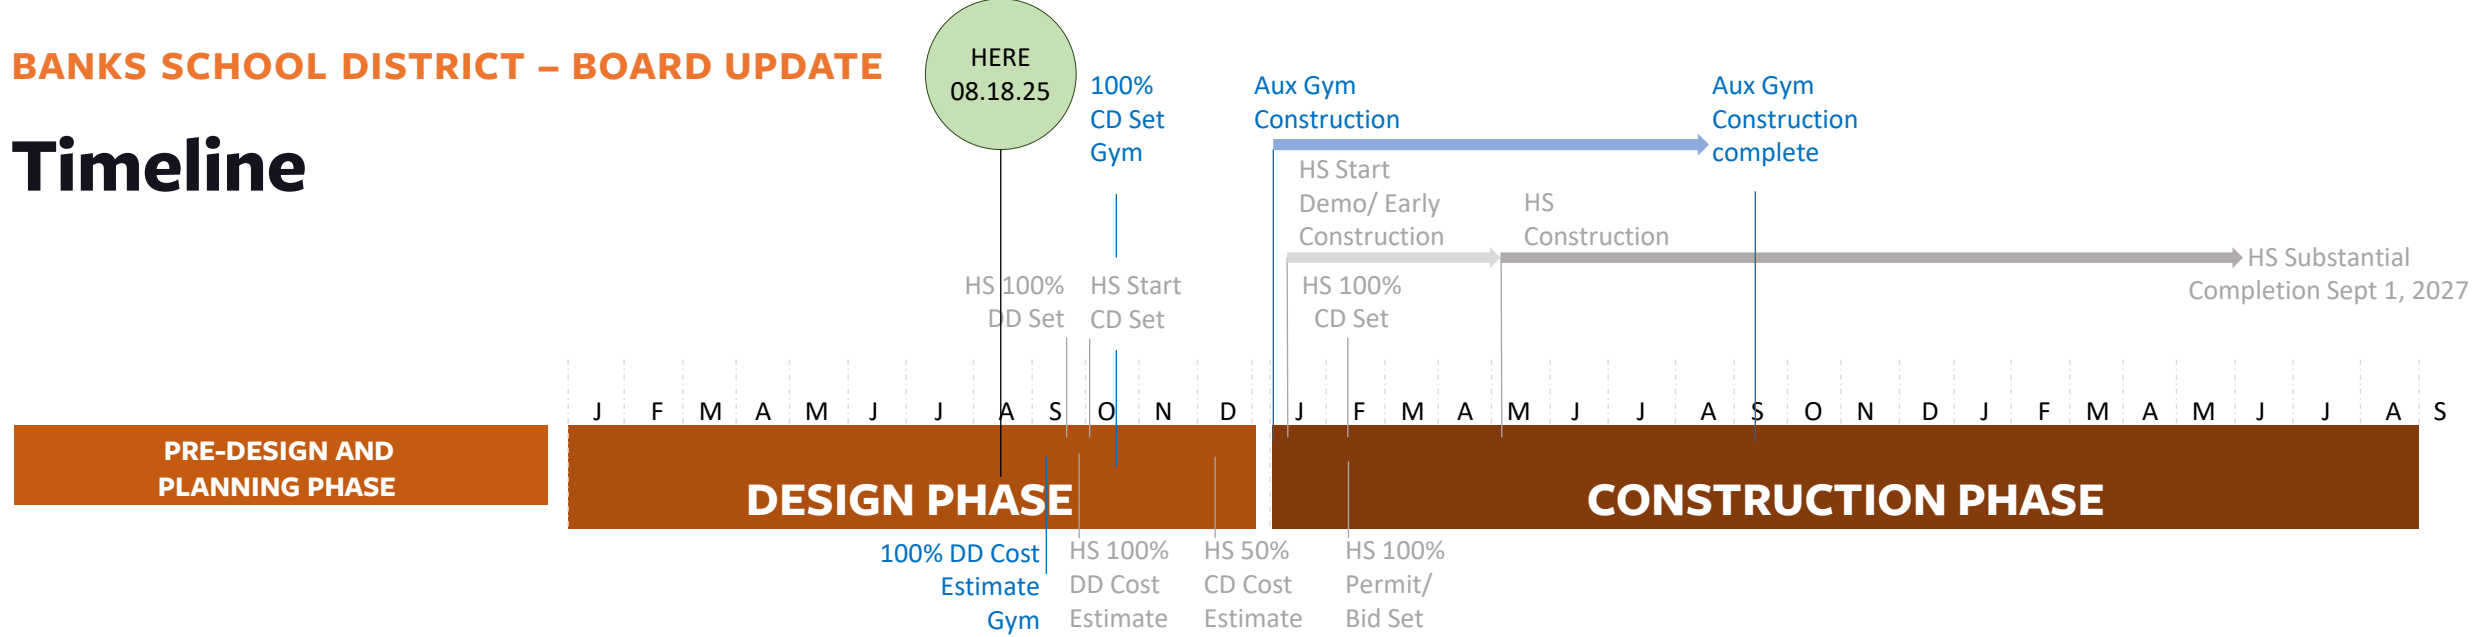 BANKS SCHOOL DISTRICT – BOARD UPDATE
Timeline
HERE
08.18.25
100%
CD Set
Gym
Aux Gym
Construction
Aux Gym
Construction
complete
HS Start
Demo/ Early
Construction
HS
Construction
HS Substantial
Completion Sept 1, 2027
HS 100%
DD Set
HS Start
CD Set
HS 100%
CD Set
J F M A M J J A S O N D J F M A M J J A S O N D J F M A M J J A S
PRE-DESIGN AND
PLANNING PHASE
DESIGN PHASE
CONSTRUCTION PHASE
100% DD Cost
Estimate
Gym
HS 100%
DD Cost
Estimate
HS 50%
CD Cost
Estimate
HS 100%
Permit/
Bid Set